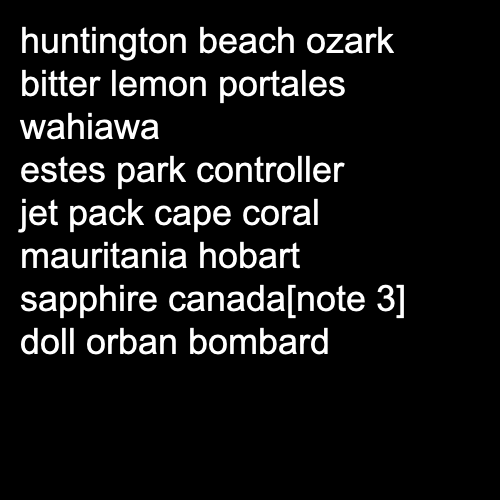 huntington beach ozark
bitter lemon portales
wahiawa
estes park controller
jet pack cape coral
mauritania hobart
sapphire canada[note 3]
doll orban bombard